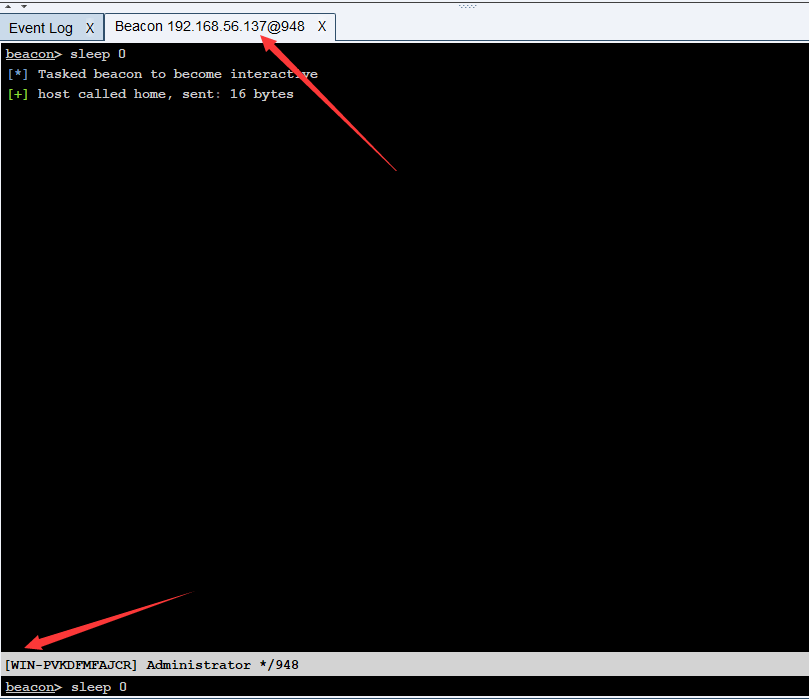 Event Log X Beacon 192.168.56.137@948 X
beacon> sleep 0
[*] Tasked beacon to become interactive
[+] host called home, sent: 16 bytes
[WIN-PVKDFMFAJCR] Administrator */948
beacon> sleep 0